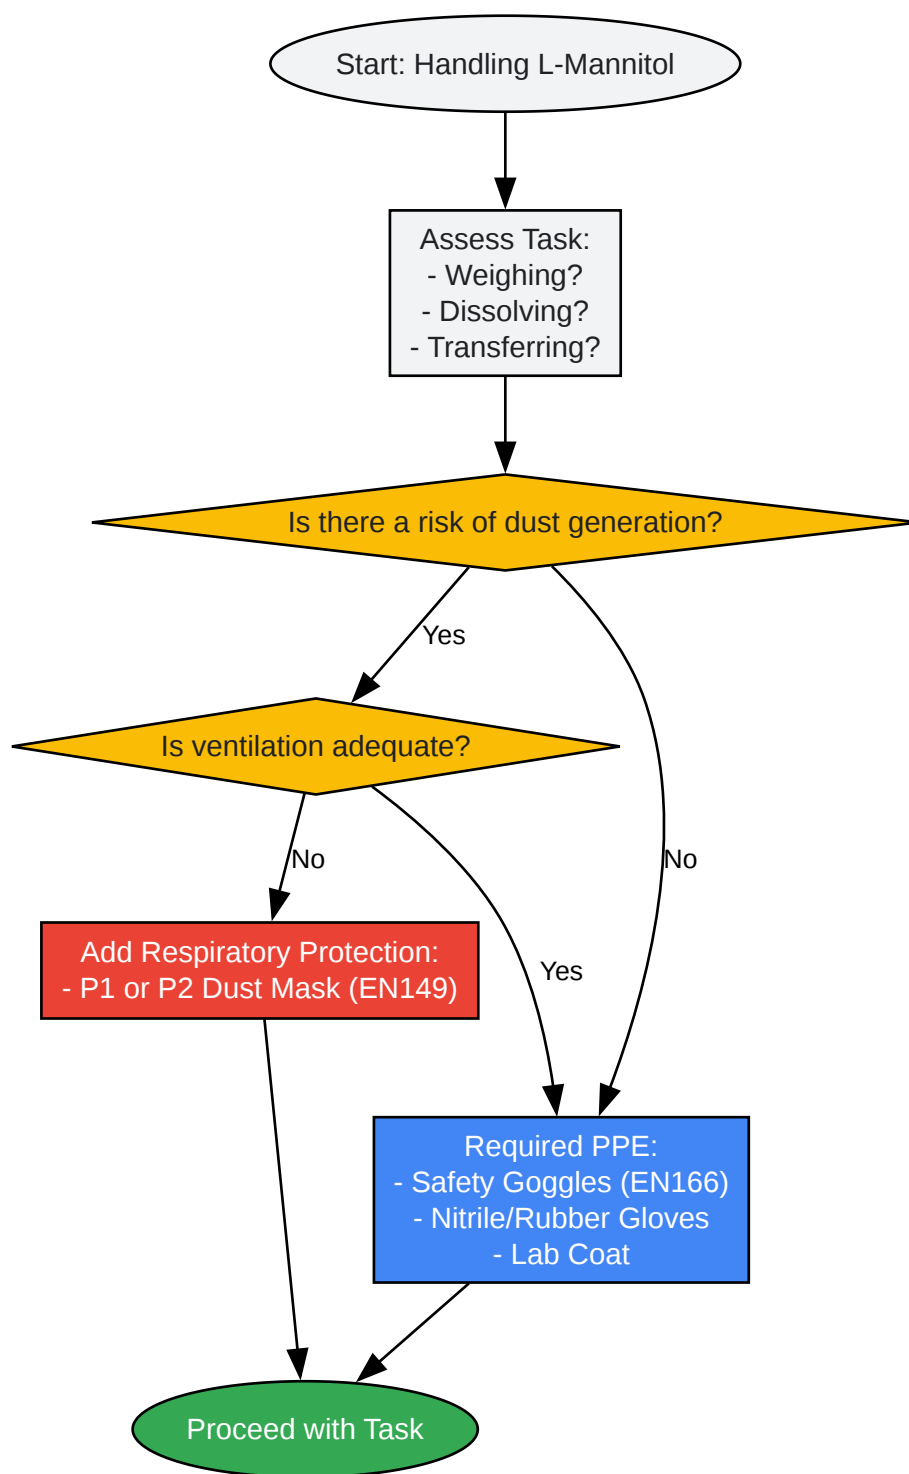 Start: Handling L-Mannitol
Assess Task:
- Weighing?
- Dissolving?
- Transferring?
Is there a risk of dust generation?
Yes
Is ventilation adequate?
No
No
Add Respiratory Protection:
- P1 or P2 Dust Mask (EN149)
Yes
Required PPE:
- Safety Goggles (EN166)
- Nitrile/Rubber Gloves
- Lab Coat
Proceed with Task